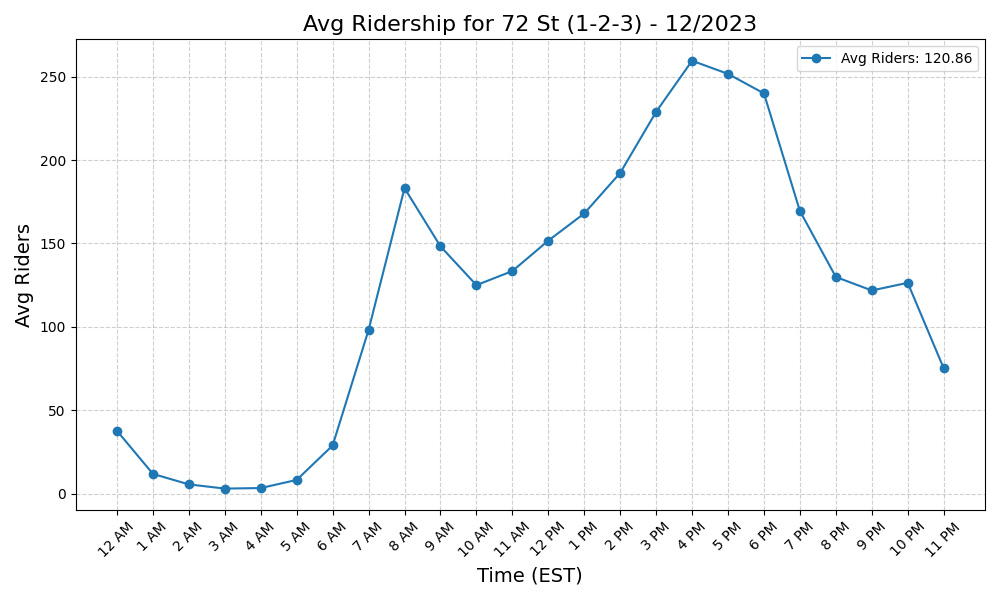 Avg Ridership for 72 St (1-2-3) - 12/2023
Avg Riders: 120.86
Avg Riders
250
200
150
100
50
0
12 AM
1 AM
2 AM
3 AM
4 AM
5 AM
6 AM
7 AM
8 AM
9 AM
10 AM
11 AM
12 PM
1 PM
2 PM
3 PM
4 PM
5 PM
6 PM
7 PM
8 PM
9 PM
10 PM
11 PM
Time (EST)